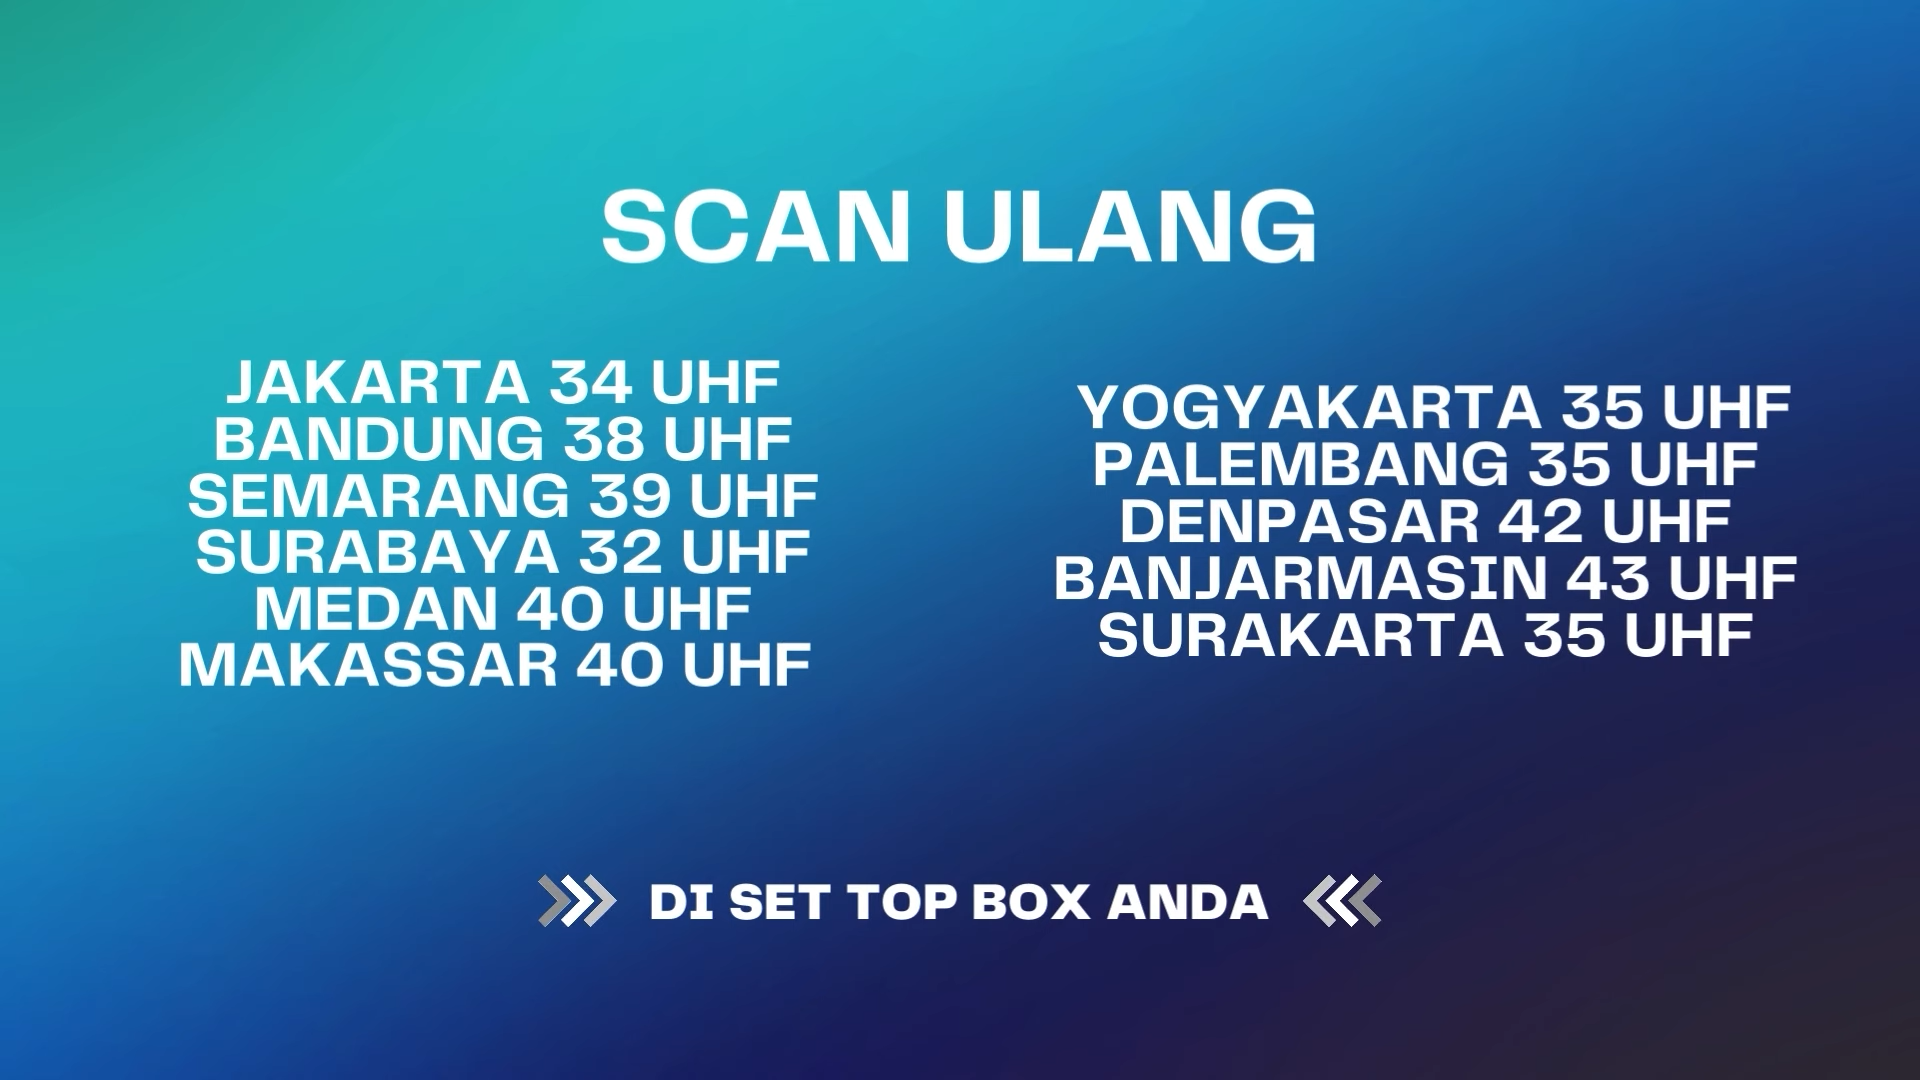 SCAN ULANG
JAKARTA 34 UHF
BANDUNG 38 UHF
SEMARANG 39 UHF
SURABAYA 32 UHF
MEDAN 40 UHF
MAKASSAR 40 UHF
YOGYAKARTA 35 UHF
PALEMBANG 35 UHF
DENPASAR 42 UHF
BANJARMASIN 43 UHF
SURAKARTA 35 UHF
DI SET TOP BOX ANDA